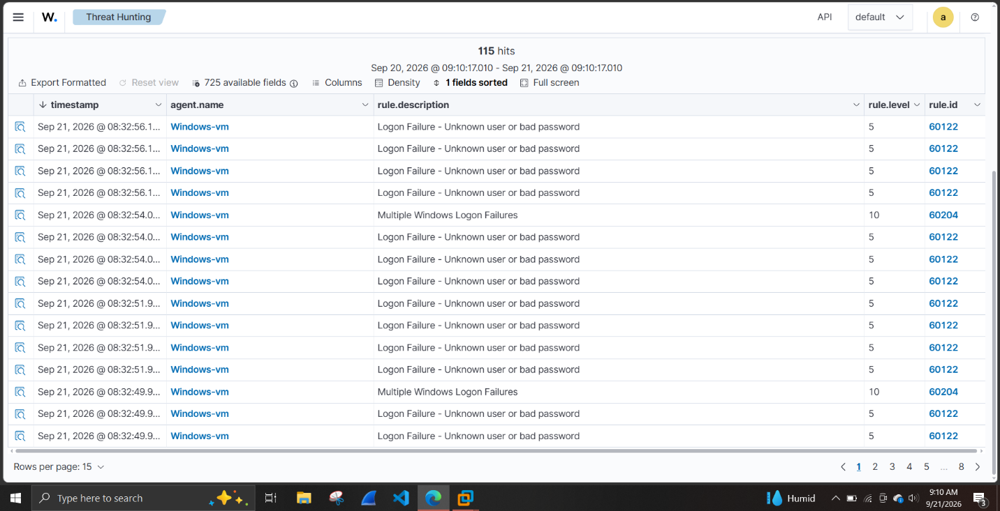 W. Threat Hunting API default a
115 hits
Sep 20, 2026 @ 09:10:17.010 - Sep 21, 2026 @ 09:10:17.010
Export Formatted Reset view 725 available fields Columns Density 1 fields sorted Full screen
timestamp agent.name rule.description rule.level rule.id
Sep 21, 2026 @ 08:32:56.1... Windows-vm Logon Failure - Unknown user or bad password 5 60122
Sep 21, 2026 @ 08:32:56.1... Windows-vm Logon Failure - Unknown user or bad password 5 60122
Sep 21, 2026 @ 08:32:56.1... Windows-vm Logon Failure - Unknown user or bad password 5 60122
Sep 21, 2026 @ 08:32:56.1... Windows-vm Logon Failure - Unknown user or bad password 5 60122
Sep 21, 2026 @ 08:32:54.0... Windows-vm Multiple Windows Logon Failures 10 60204
Sep 21, 2026 @ 08:32:54.0... Windows-vm Logon Failure - Unknown user or bad password 5 60122
Sep 21, 2026 @ 08:32:54.0... Windows-vm Logon Failure - Unknown user or bad password 5 60122
Sep 21, 2026 @ 08:32:54.0... Windows-vm Logon Failure - Unknown user or bad password 5 60122
Sep 21, 2026 @ 08:32:51.9... Windows-vm Logon Failure - Unknown user or bad password 5 60122
Sep 21, 2026 @ 08:32:51.9... Windows-vm Logon Failure - Unknown user or bad password 5 60122
Sep 21, 2026 @ 08:32:51.9... Windows-vm Logon Failure - Unknown user or bad password 5 60122
Sep 21, 2026 @ 08:32:51.9... Windows-vm Logon Failure - Unknown user or bad password 5 60122
Sep 21, 2026 @ 08:32:49.9... Windows-vm Multiple Windows Logon Failures 10 60204
Sep 21, 2026 @ 08:32:49.9... Windows-vm Logon Failure - Unknown user or bad password 5 60122
Sep 21, 2026 @ 08:32:49.9... Windows-vm Logon Failure - Unknown user or bad password 5 60122
Rows per page: 15 1 2 3 4 5 ... 8
Type here to search Humid 9:10 AM
9/21/2026 3